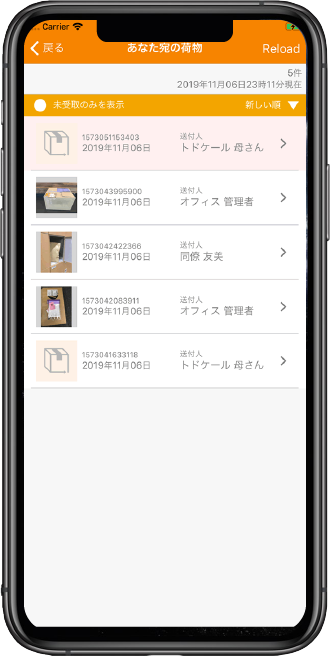 Carrier
戻る
あなた宛の荷物
Reload
5件
2019年11月06日23時11分現在
未受取のみを表示
新しい順 ▼
1573051153403
2019年11月06日
送付人
トドケール 母さん
1573043995900
2019年11月06日
送付人
オフィス 管理者
1573042422366
2019年11月06日
送付人
同僚 友美
1573042083911
2019年11月06日
送付人
オフィス 管理者
1573041633118
2019年11月06日
送付人
トドケール 母さん